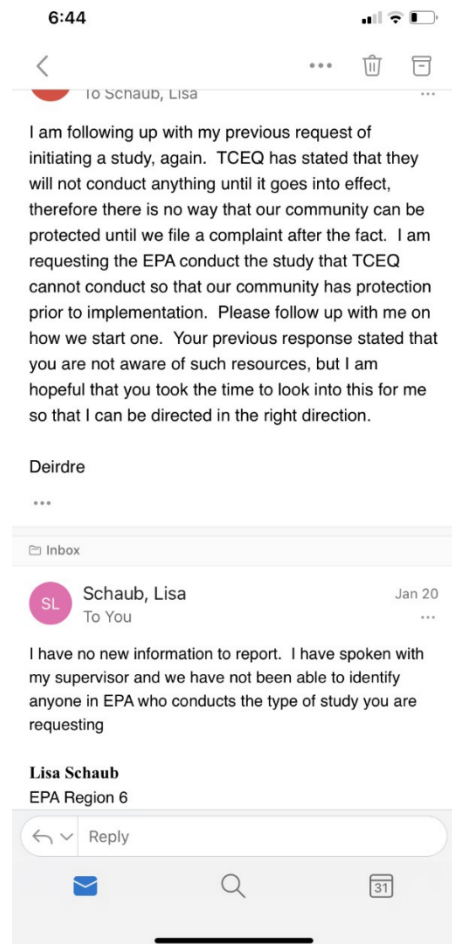 6:44
To Schaub, Lisa
I am following up with my previous request of
initiating a study, again.  TCEQ has stated that they
will not conduct anything until it goes into effect,
therefore there is no way that our community can be
protected until we file a complaint after the fact.  I am
requesting the EPA conduct the study that TCEQ
cannot conduct so that our community has protection
prior to implementation.  Please follow up with me on
how we start one.  Your previous response stated that
you are not aware of such resources, but I am
hopeful that you took the time to look into this for me
so that I can be directed in the right direction.
Deirdre
Inbox
SL
Schaub, Lisa
Jan 20
To You
I have no new information to report.  I have spoken with
my supervisor and we have not been able to identify
anyone in EPA who conducts the type of study you are
requesting
Lisa Schaub
EPA Region 6
Reply
31